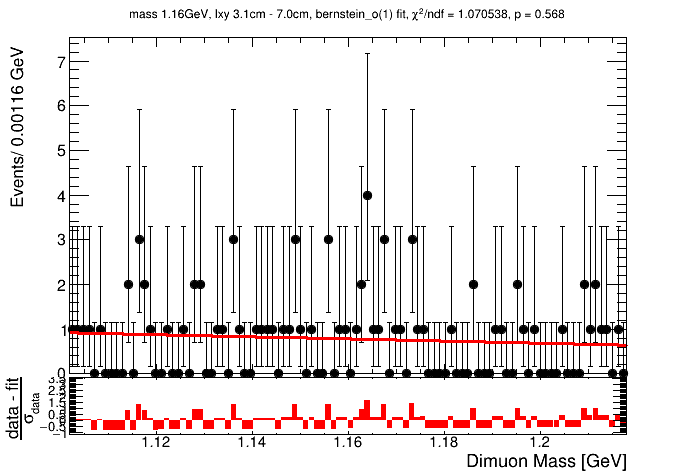 mass 1.16GeV, lxy 3.1cm - 7.0cm, bernstein_o(1) fit, χ²/ndf = 1.070538, p = 0.568
Events/ 0.00116 GeV
7
6
5
4
3
2
1
0
data - fit
σdata
1.12
1.14
1.16
1.18
1.2
Dimuon Mass [GeV]